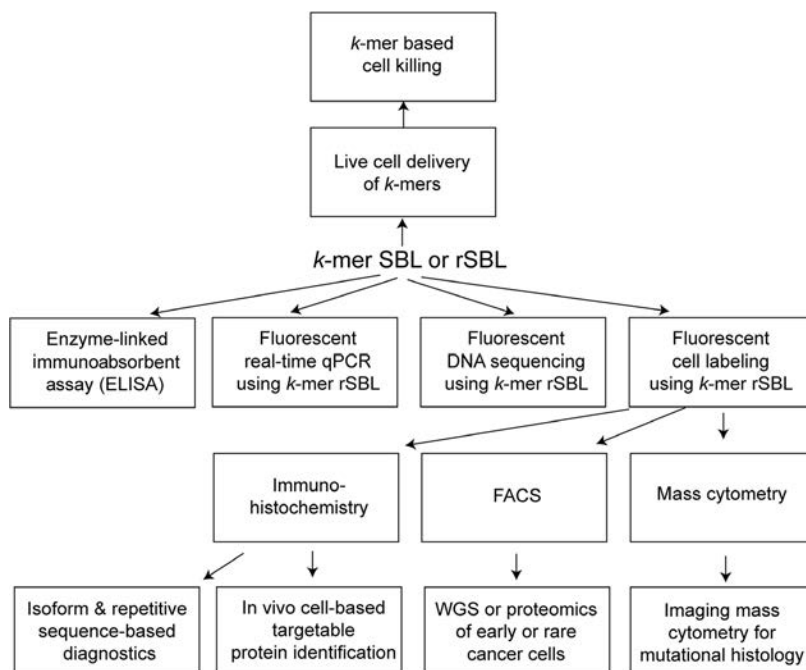 k-mer based
cell killing
Live cell delivery
of k-mers
k-mer SBL or rSBL
Enzyme-linked
immunoabsorbent
assay (ELISA)
Fluorescent
real-time qPCR
using k-mer rSBL
Fluorescent
DNA sequencing
using k-mer rSBL
Fluorescent
cell labeling
using k-mer rSBL
Immuno-
histochemistry
FACS
Mass cytometry
Isoform & repetitive
sequence-based
diagnostics
In vivo cell-based
targetable
protein identification
WGS or proteomics
of early or rare
cancer cells
Imaging mass
cytometry for
mutational histology